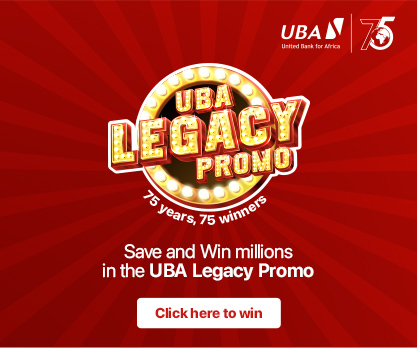 UBA
United Bank for Africa
75
UBA
LEGACY
PROMO
75 years, 75 winners
Save and Win millions
in the UBA Legacy Promo
Click here to win